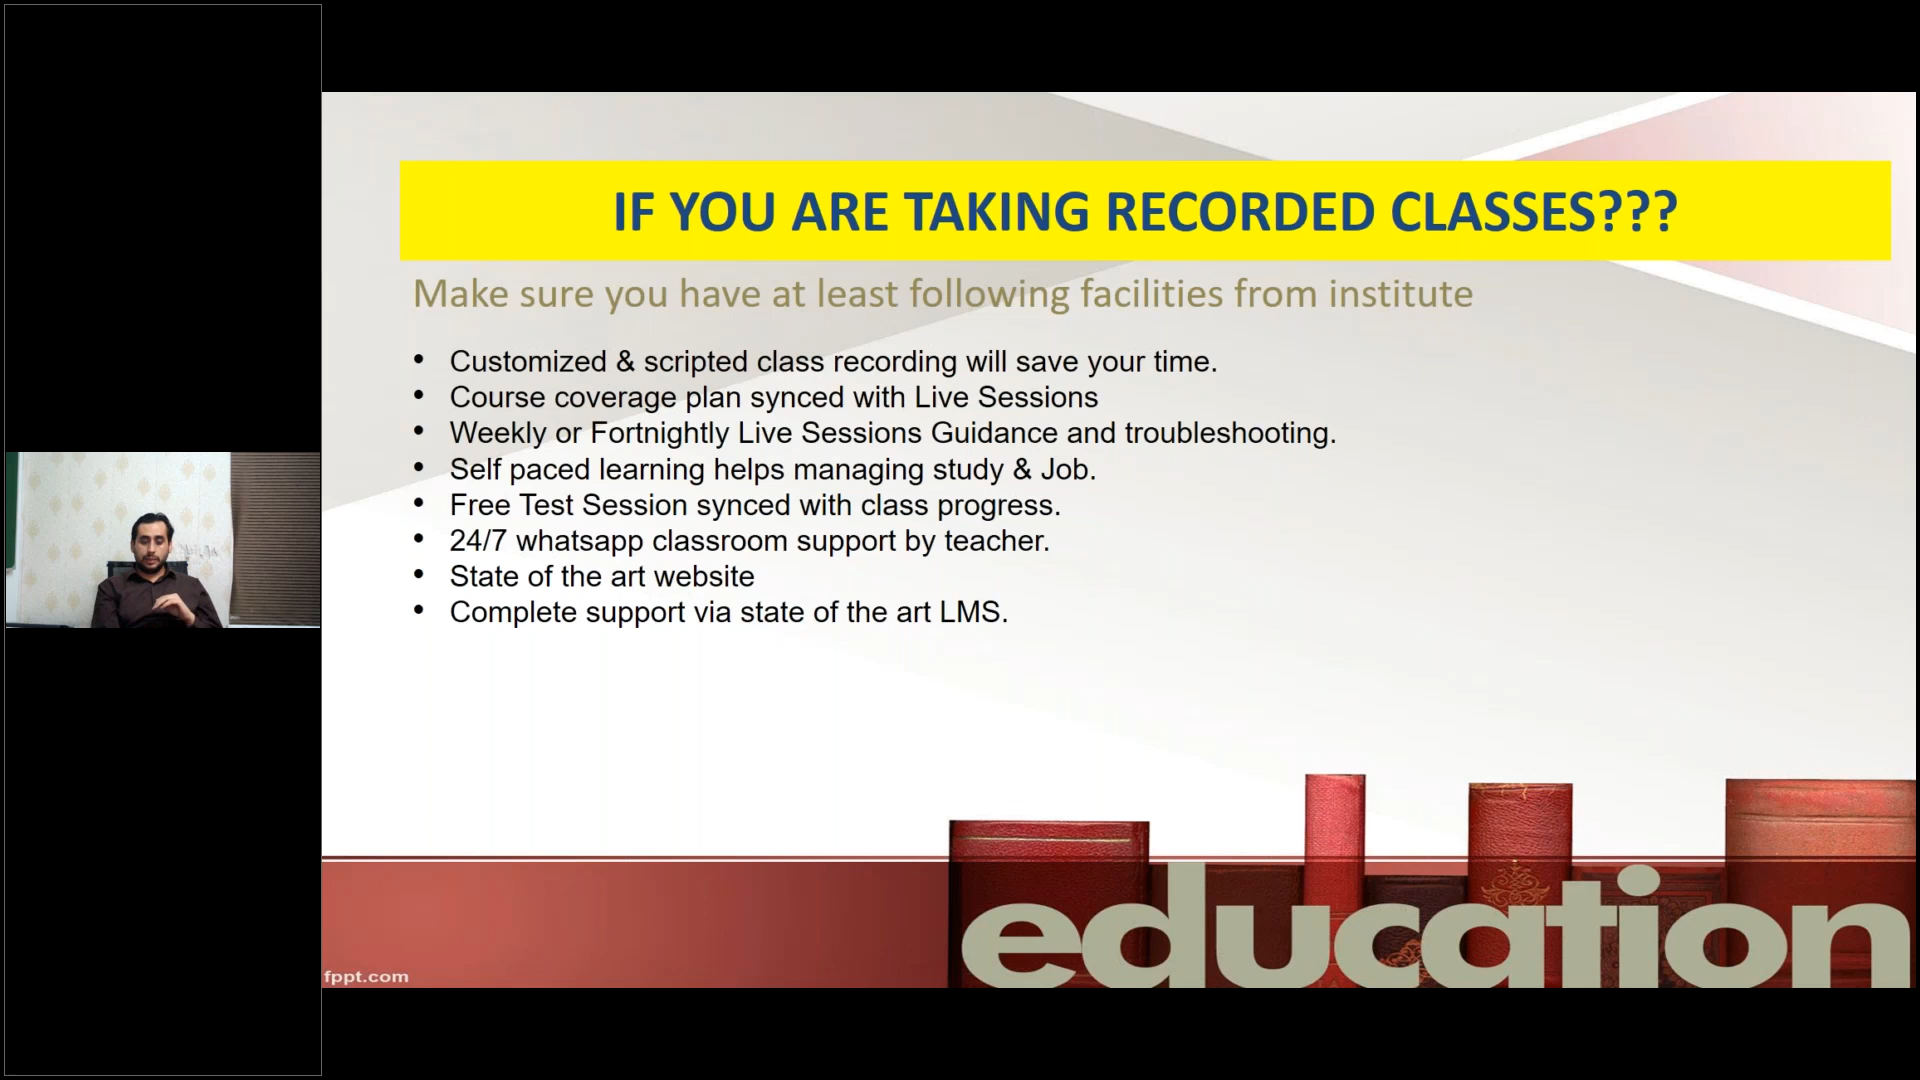 IF YOU ARE TAKING RECORDED CLASSES???
Make sure you have at least following facilities from institute
• Customized & scripted class recording will save your time.
• Course coverage plan synced with Live Sessions
• Weekly or Fortnightly Live Sessions Guidance and troubleshooting.
• Self paced learning helps managing study & Job.
• Free Test Session synced with class progress.
• 24/7 whatsapp classroom support by teacher.
• State of the art website
• Complete support via state of the art LMS.
education
fppt.com